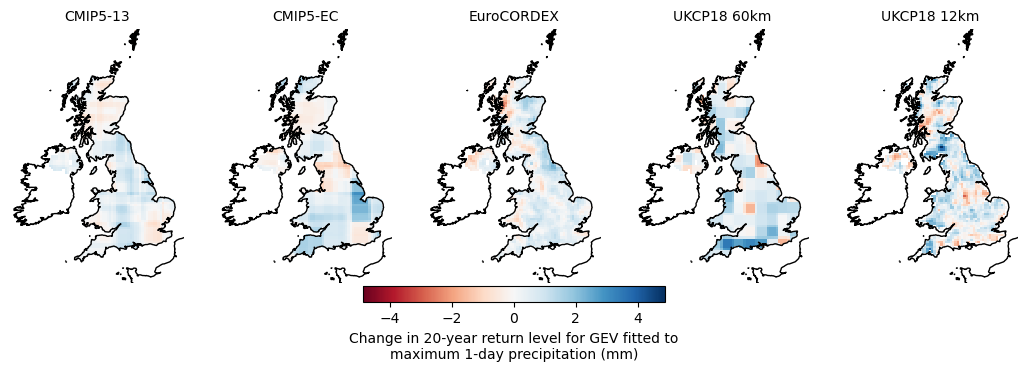 CMIP5-13 CMIP5-EC EuroCORDEX UKCP18 60km UKCP18 12km
−4 −2 0 2 4
Change in 20-year return level for GEV fitted to
maximum 1-day precipitation (mm)